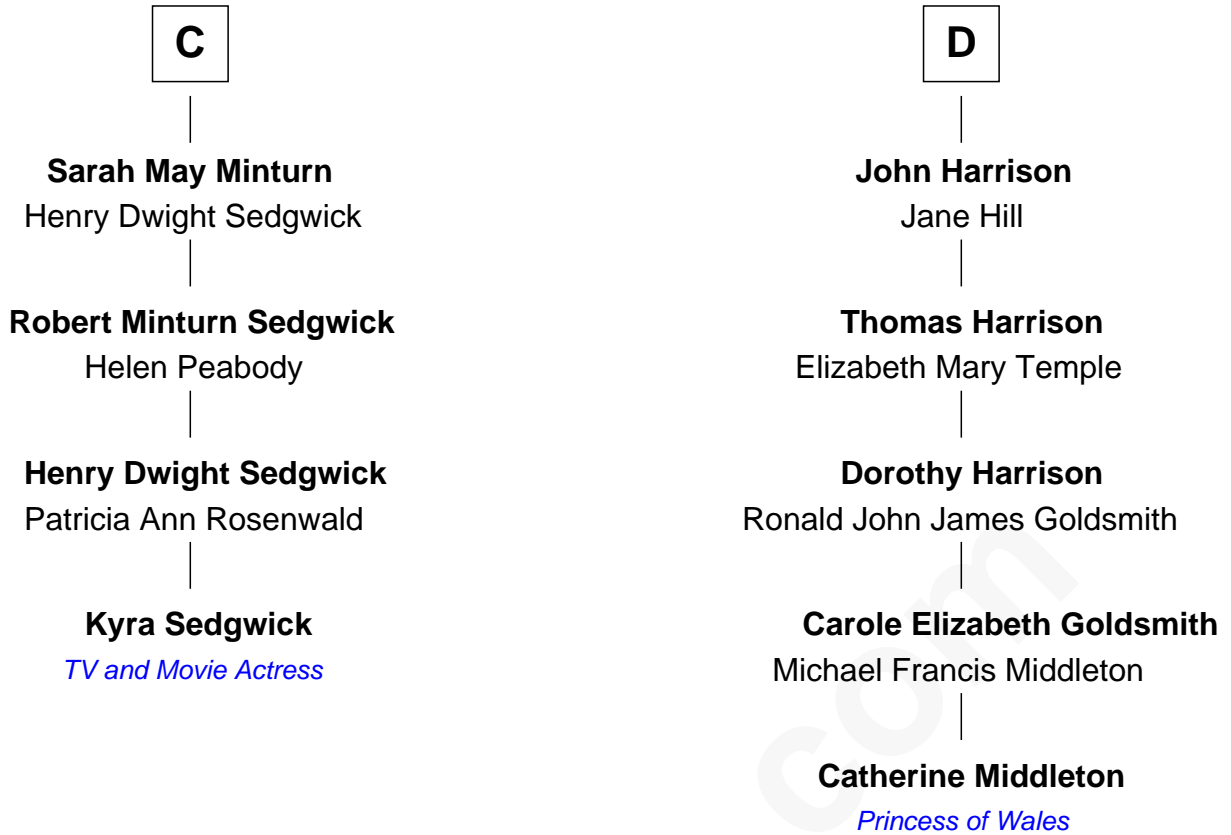 C
Sarah May Minturn
Henry Dwight Sedgwick
Robert Minturn Sedgwick
Helen Peabody
Henry Dwight Sedgwick
Patricia Ann Rosenwald
Kyra Sedgwick
TV and Movie Actress
D
John Harrison
Jane Hill
Thomas Harrison
Elizabeth Mary Temple
Dorothy Harrison
Ronald John James Goldsmith
Carole Elizabeth Goldsmith
Michael Francis Middleton
Catherine Middleton
Princess of Wales
com